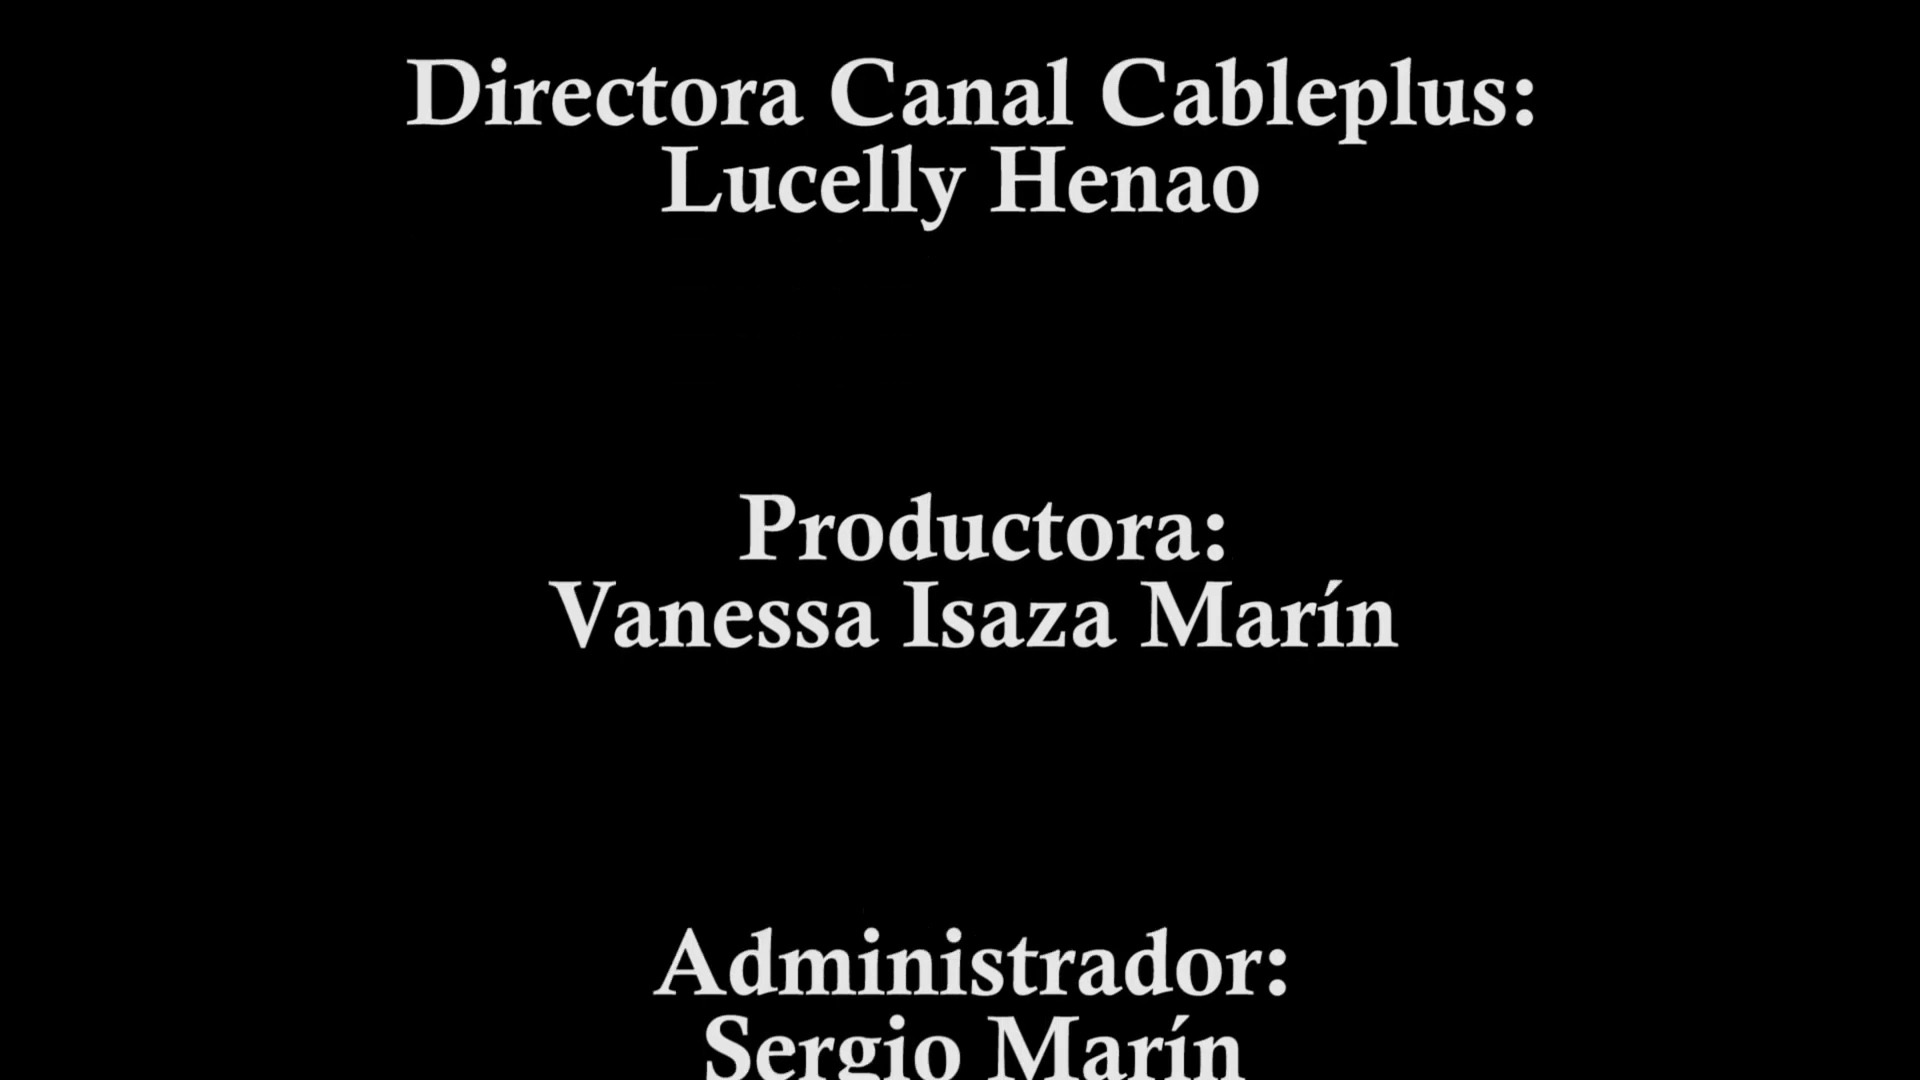 Directora Canal Cableplus:
Lucelly Henao
Productora:
Vanessa Isaza Marín
Administrador:
Sergio Marín